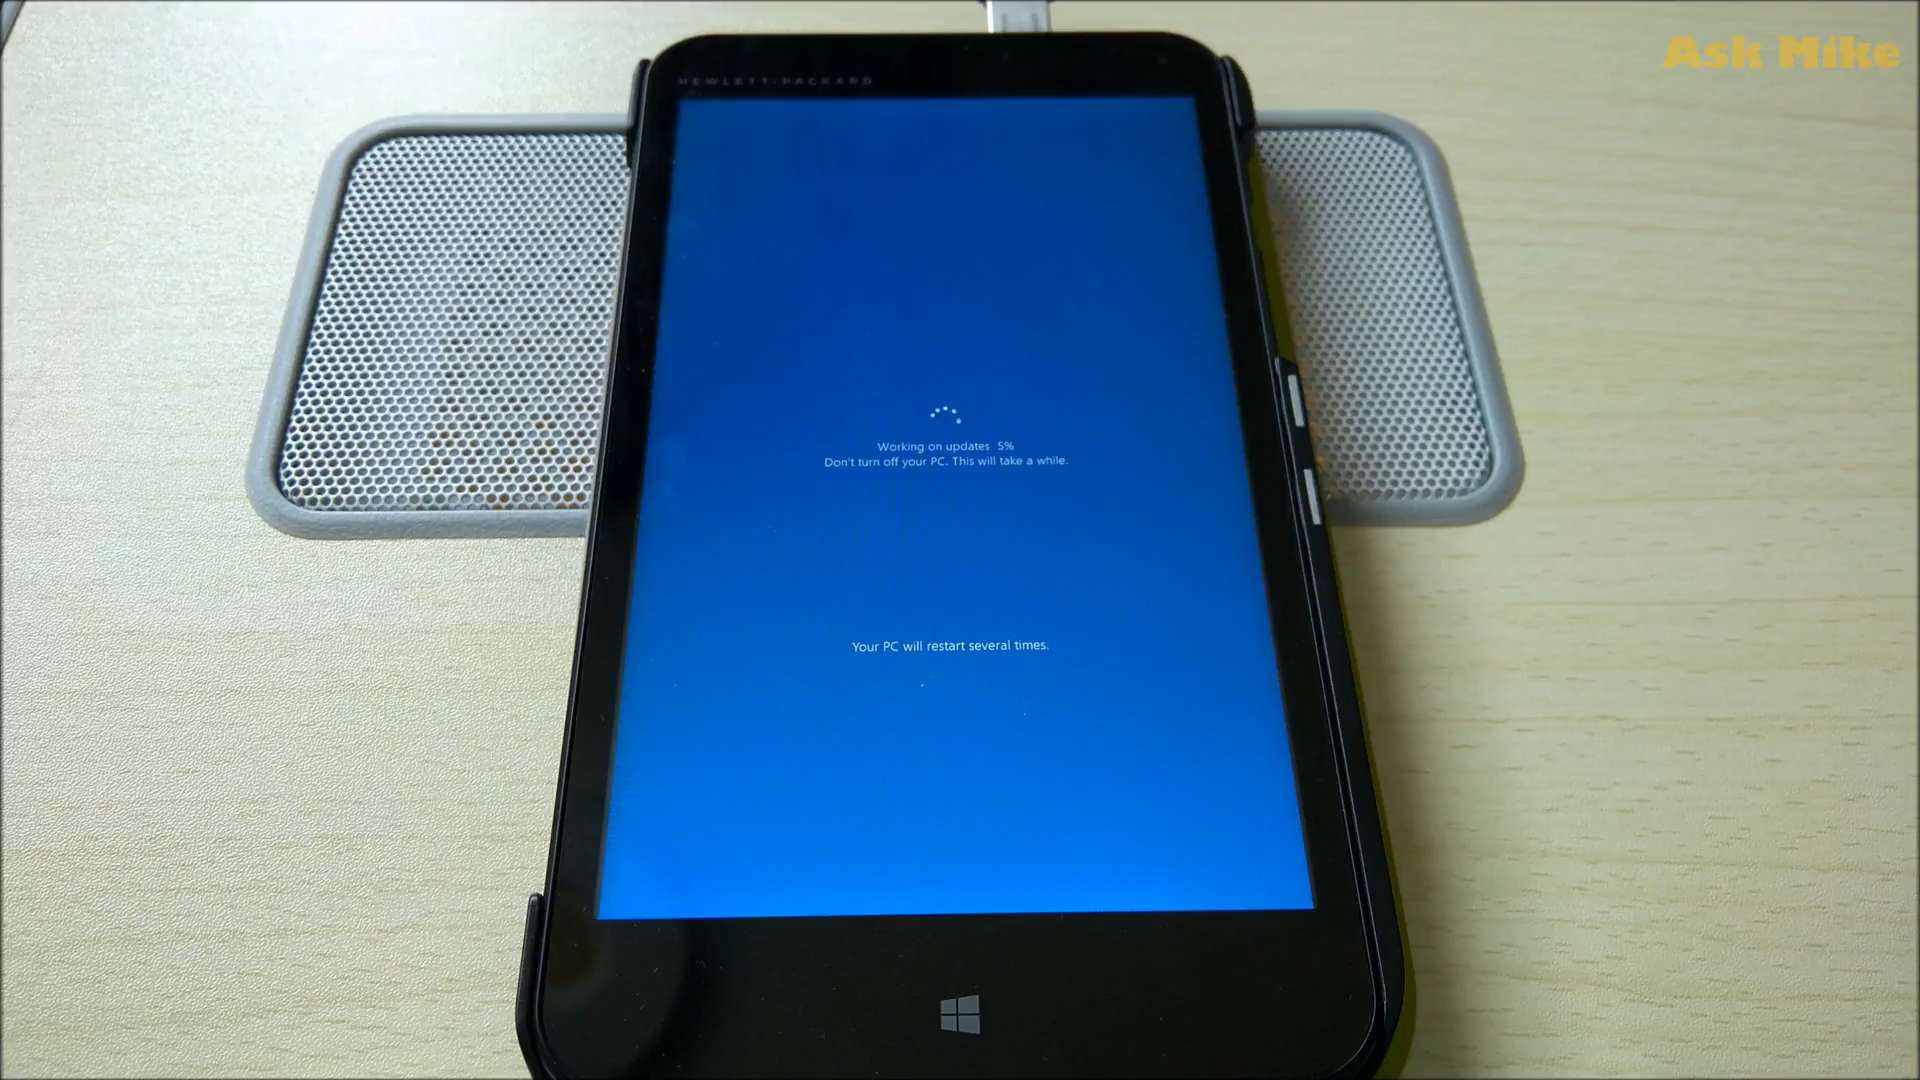 Ask Mike
HEWLETT-PACKARD
Working on updates 5%
Don't turn off your PC. This will take a while.
Your PC will restart several times.